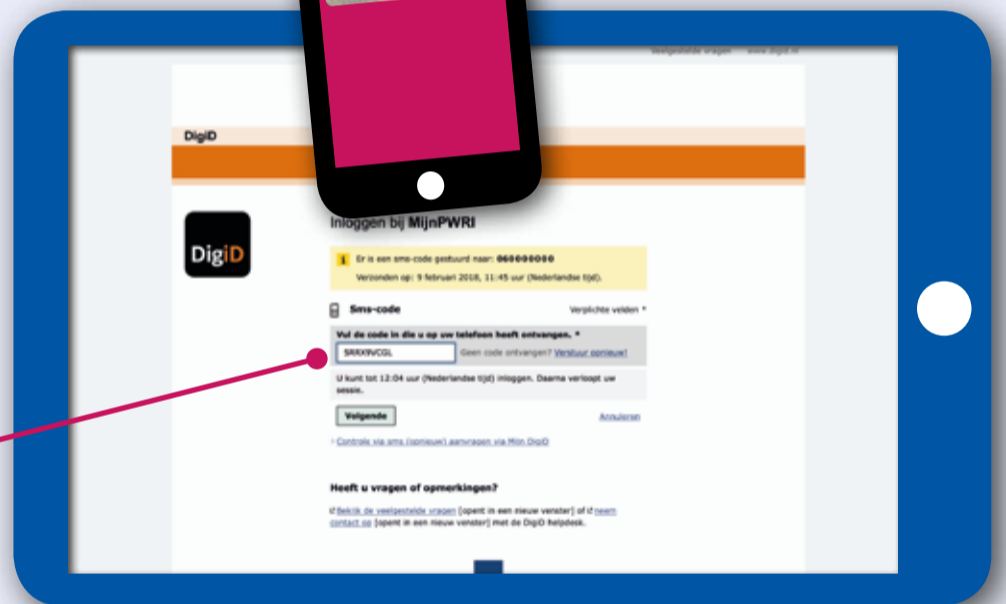 Veelgestelde vragen www.digid.nl
DigiD
DigiD
Inloggen bij MijnPWRI
Er is een sms-code gestuurd naar:
Verzonden op: 9 februari 2018, 11:45 uur (Nederlandse tijd).
Sms-code Verplichte velden *
Vul de code in die u op uw telefoon heeft ontvangen. *
Geen code ontvangen? Verstuur opnieuw!
U kunt tot 12:04 uur (Nederlandse tijd) inloggen. Daarna verloopt uw
sessie.
Volgende Annuleren
Controle via sms (opnieuw) aanvragen via Mijn DigiD
Heeft u vragen of opmerkingen?
Bekijk de veelgestelde vragen [opent in een nieuw venster] of neem
contact op [opent in een nieuw venster] met de DigiD helpdesk.